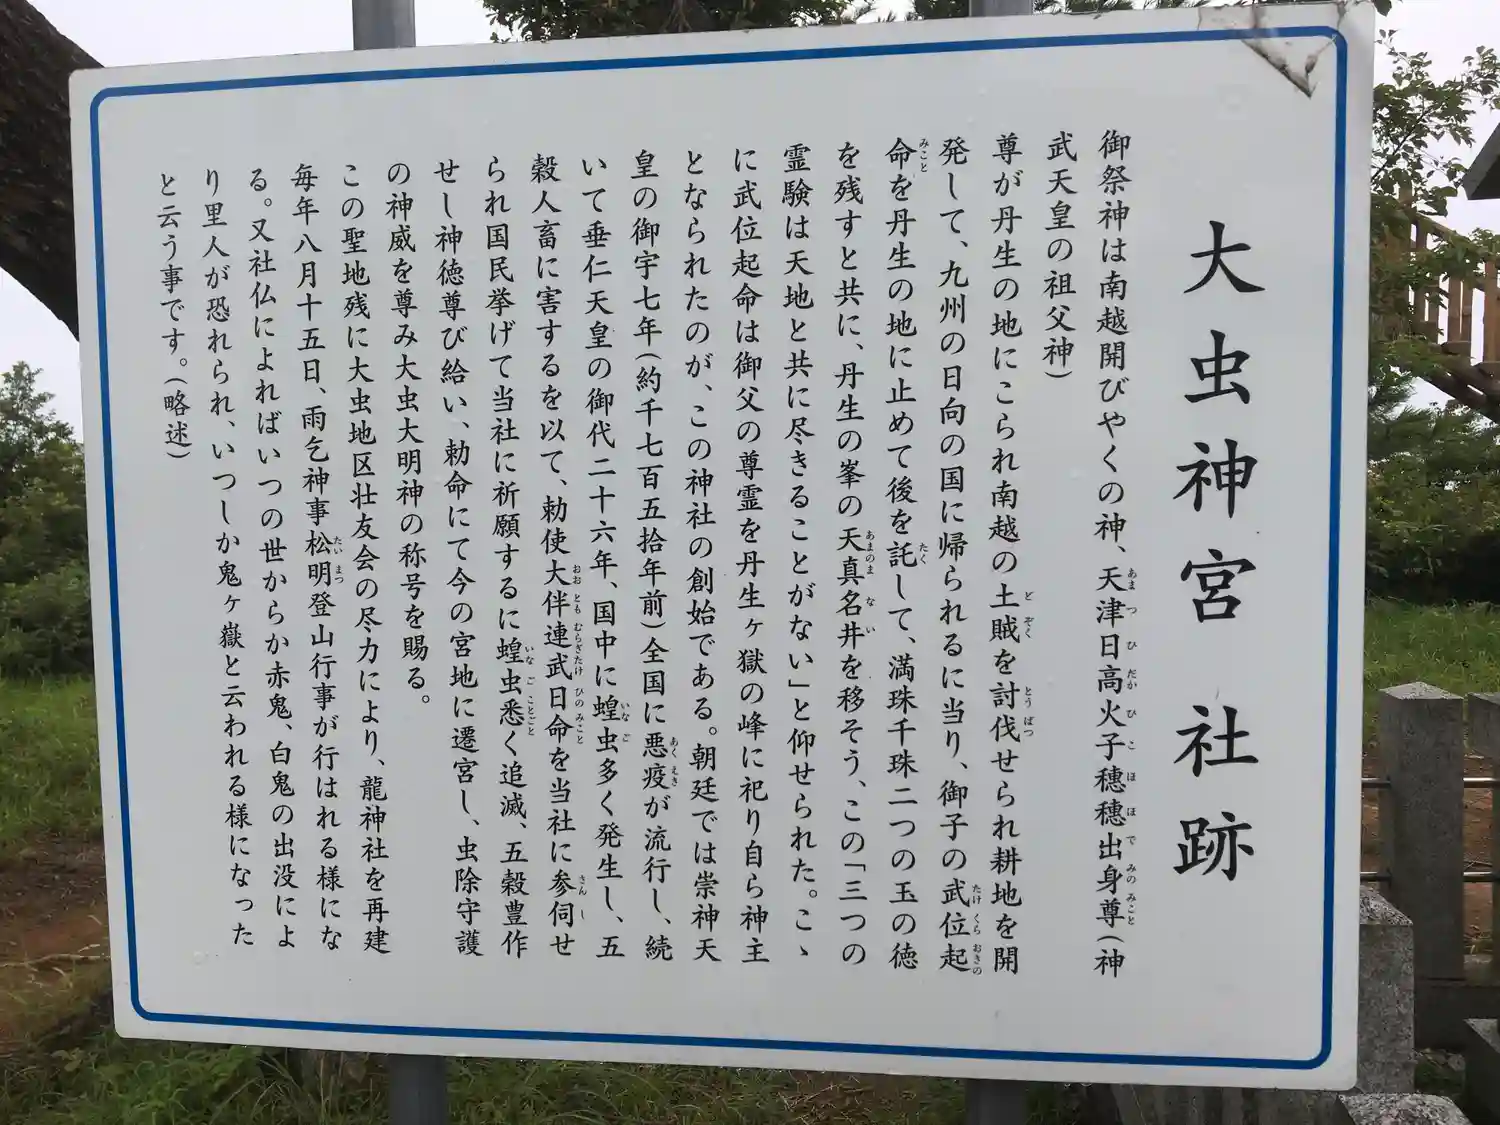 大虫神宮 社跡
御祭神は南越開びやくの神、天津日高火子穂穂出身尊(神
武天皇の祖父神)
尊が丹生の地にこられ南越の土賊を討伐せられ耕地を開
発して、九州の日向の国に帰られるに当り、御子の武位起
命を丹生の地に止めて後を託して、満珠千珠二つの玉の徳
を残すと共に、丹生の峯の天真名井を移そう、この「三つの
霊験は天地と共に尽きることがない」と仰せられた。こゝ
に武位起命は御父の尊霊を丹生ヶ獄の峰に祀り自ら神主
となられたのが、この神社の創始である。朝廷では崇神天
皇の御宇七年(約千七百五拾年前)全国に悪疫が流行し、続
いて垂仁天皇の御代二十六年、国中に蝗虫多く発生し、五
穀人畜に害するを以て、勅使大伴連武日命を当社に参伺せ
られ国民挙げて当社に祈願するに蝗虫悉く追滅、五穀豊作
せし神徳尊び給い、勅命にて今の宮地に遷宮し、虫除守護
の神威を尊み大虫大明神の称号を賜る。
この聖地残に大虫地区壮友会の尽力により、龍神社を再建
毎年八月十五日、雨乞神事松明登山行事が行はれる様にな
る。又社仏によればいつの世からか赤鬼、白鬼の出没によ
り里人が恐れられ、いつしか鬼ヶ嶽と云われる様になった
と云う事です。(略述)